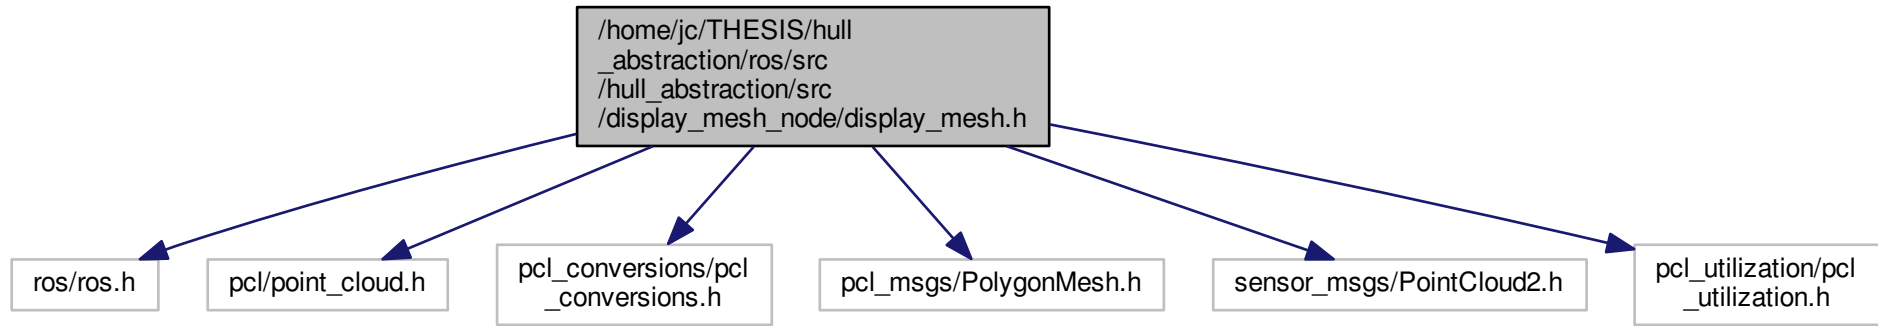 /home/jc/THESIS/hull
_abstraction/ros/src
/hull_abstraction/src
/display_mesh_node/display_mesh.h
ros/ros.h
pcl/point_cloud.h
pcl_conversions/pcl
_conversions.h
pcl_msgs/PolygonMesh.h
sensor_msgs/PointCloud2.h
pcl_utilization/pcl
_utilization.h